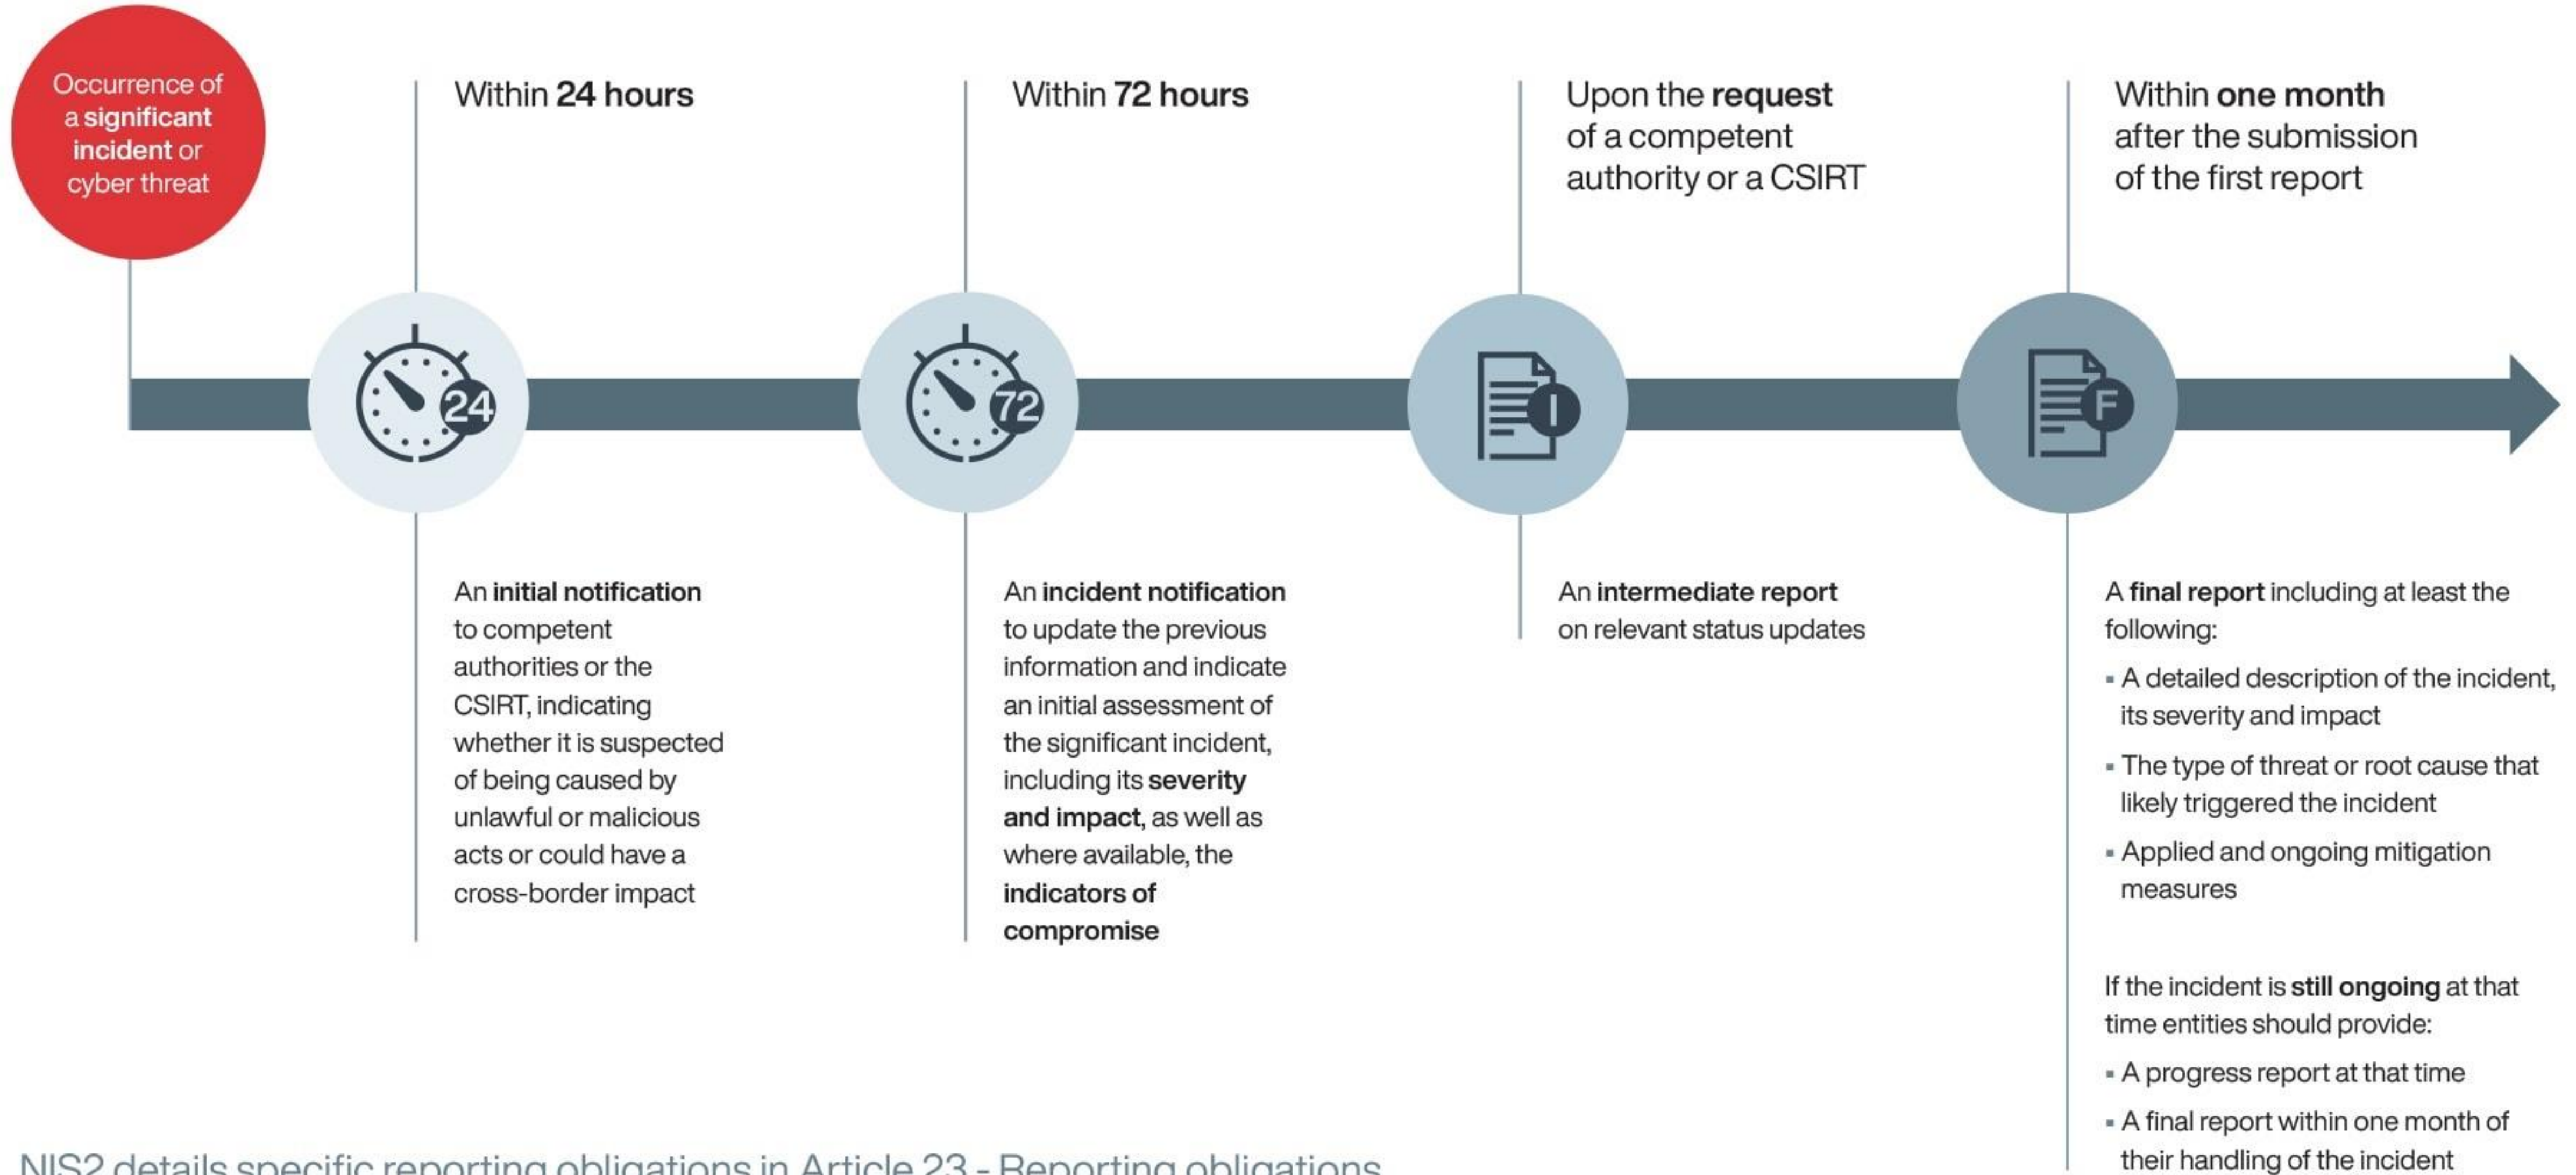 Occurrence of
a significant
incident or
cyber threat
Within 24 hours
Within 72 hours
Upon the request
of a competent
authority or a CSIRT
Within one month
after the submission
of the first report
24
72
I
F
An initial notification
to competent
authorities or the
CSIRT, indicating
whether it is suspected
of being caused by
unlawful or malicious
acts or could have a
cross-border impact
An incident notification
to update the previous
information and indicate
an initial assessment of
the significant incident,
including its severity
and impact, as well as
where available, the
indicators of
compromise
An intermediate report
on relevant status updates
A final report including at least the
following:
▪ A detailed description of the incident,
its severity and impact
▪ The type of threat or root cause that
likely triggered the incident
▪ Applied and ongoing mitigation
measures
If the incident is still ongoing at that
time entities should provide:
▪ A progress report at that time
▪ A final report within one month of
their handling of the incident
NIS2 details specific reporting obligations in Article 23 - Reporting obligations